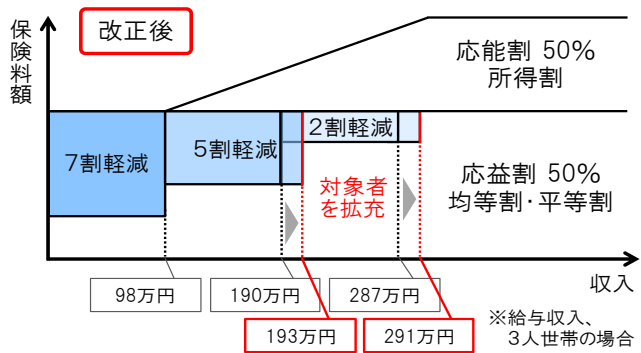 改正後
保険料額
応能割 50%
所得割
7割軽減
5割軽減
2割軽減
対象者
を拡充
応益割 50%
均等割・平等割
収入
98万円
190万円
287万円
193万円
291万円
※給与収入、
3人世帯の場合